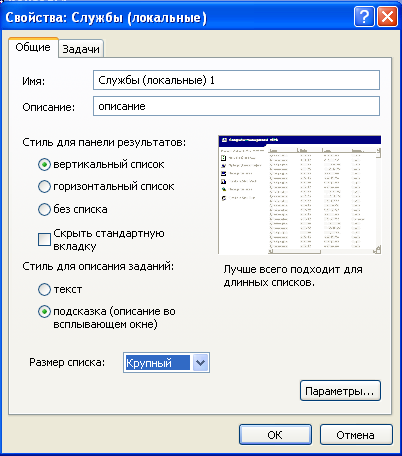 Свойства: Службы (локальные)
Общие
Задачи
Имя:
Службы (локальные) 1
Описание:
описание
Стиль для панели результатов:
вертикальный список
горизонтальный список
без списка
Скрыть стандартную
вкладку
Лучше всего подходит для
длинных списков.
Стиль для описания заданий:
текст
подсказка (описание во
всплывающем окне)
Размер списка:
Крупный
Параметры...
ОК
Отмена